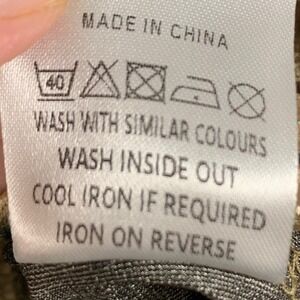 MADE IN CHINA
40
WASH WITH SIMILAR COLOURS
WASH INSIDE OUT
COOL IRON IF REQUIRED
IRON ON REVERSE